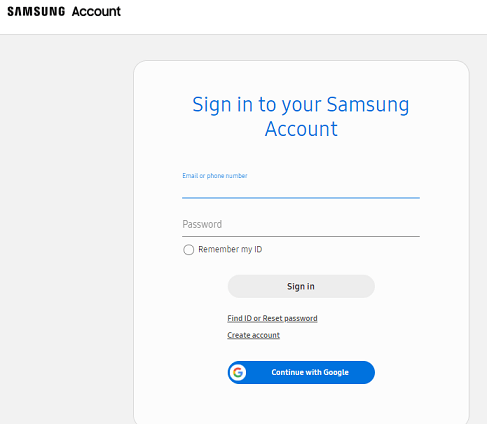 SAMSUNG Account
Sign in to your Samsung
Account
Email or phone number
Password
Remember my ID
Sign in
Find ID or Reset password
Create account
Continue with Google